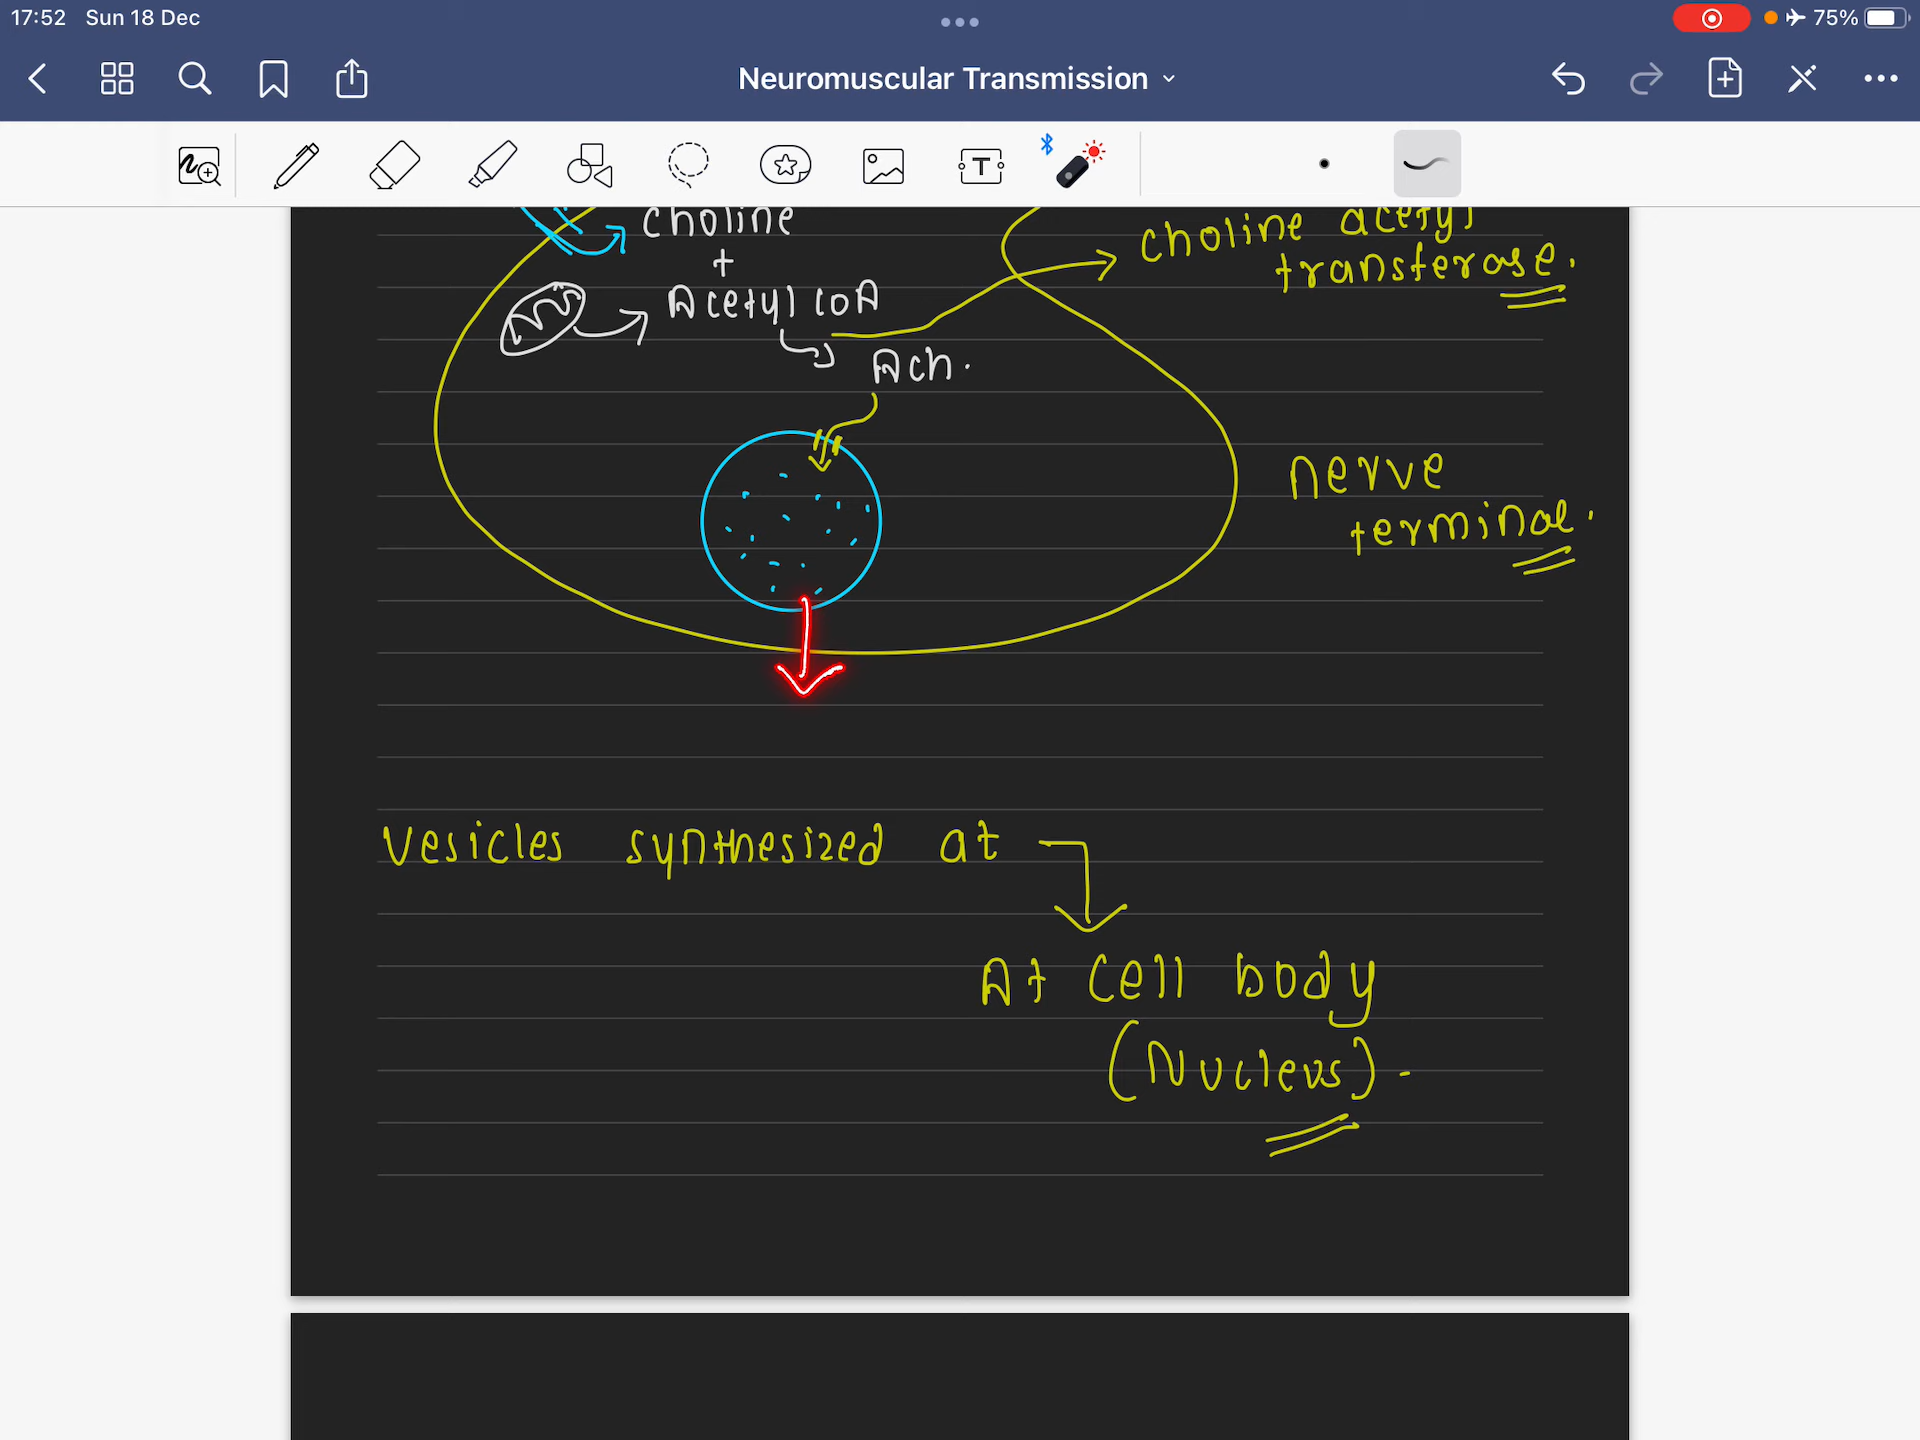 17:52 Sun 18 Dec
75%
Neuromuscular Transmission
T
choline
+
Acetyl coA
Ach.
choline acetyl
transferase.
nerve
terminal.
vesicles synthesized at
At cell body
(Nucleus).